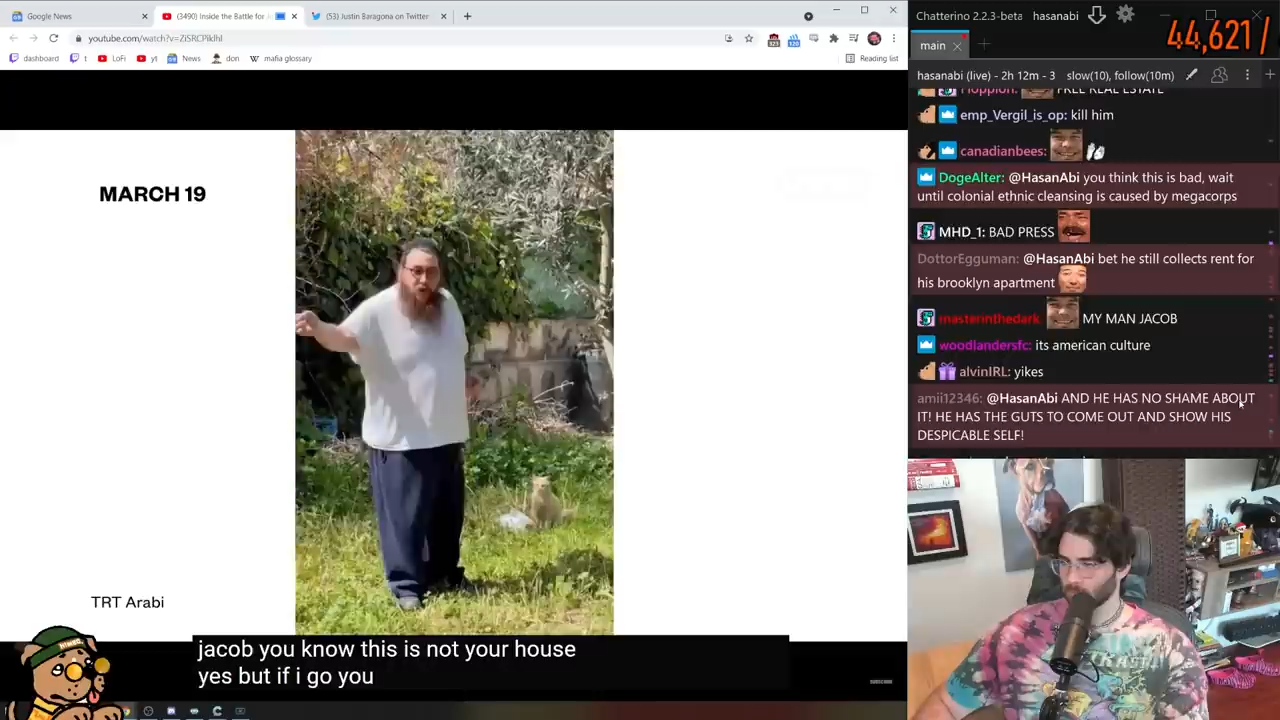 Google News
(3490) Inside the Battle for
(53) Justin Baragona on Twitter
youtube.com/watch?v=ZiSRCPiklhI
dashboard
t
LoFi
yt
News
don
mafia glossary
Reading list
MARCH 19
TRT Arabi
jacob you know this is not your house
yes but if i go you
SUBSCRIBE
Chatterino 2.2.3-beta
hasanabi
44,621 /
main
hasanabi (live) - 2h 12m - 3
slow(10), follow(10m)
FREE REAL ESTATE
emp_Vergil_is_op: kill him
canadianbees:
DogeAlter: @HasanAbi you think this is bad, wait
until colonial ethnic cleansing is caused by megacorps
MHD_1: BAD PRESS
DottorEgguman: @HasanAbi bet he still collects rent for
his brooklyn apartment
masterinthedark: MY MAN JACOB
woodlandersfc: its american culture
alvinIRL: yikes
amii12346: @HasanAbi AND HE HAS NO SHAME ABOUT
IT! HE HAS THE GUTS TO COME OUT AND SHOW HIS
DESPICABLE SELF!